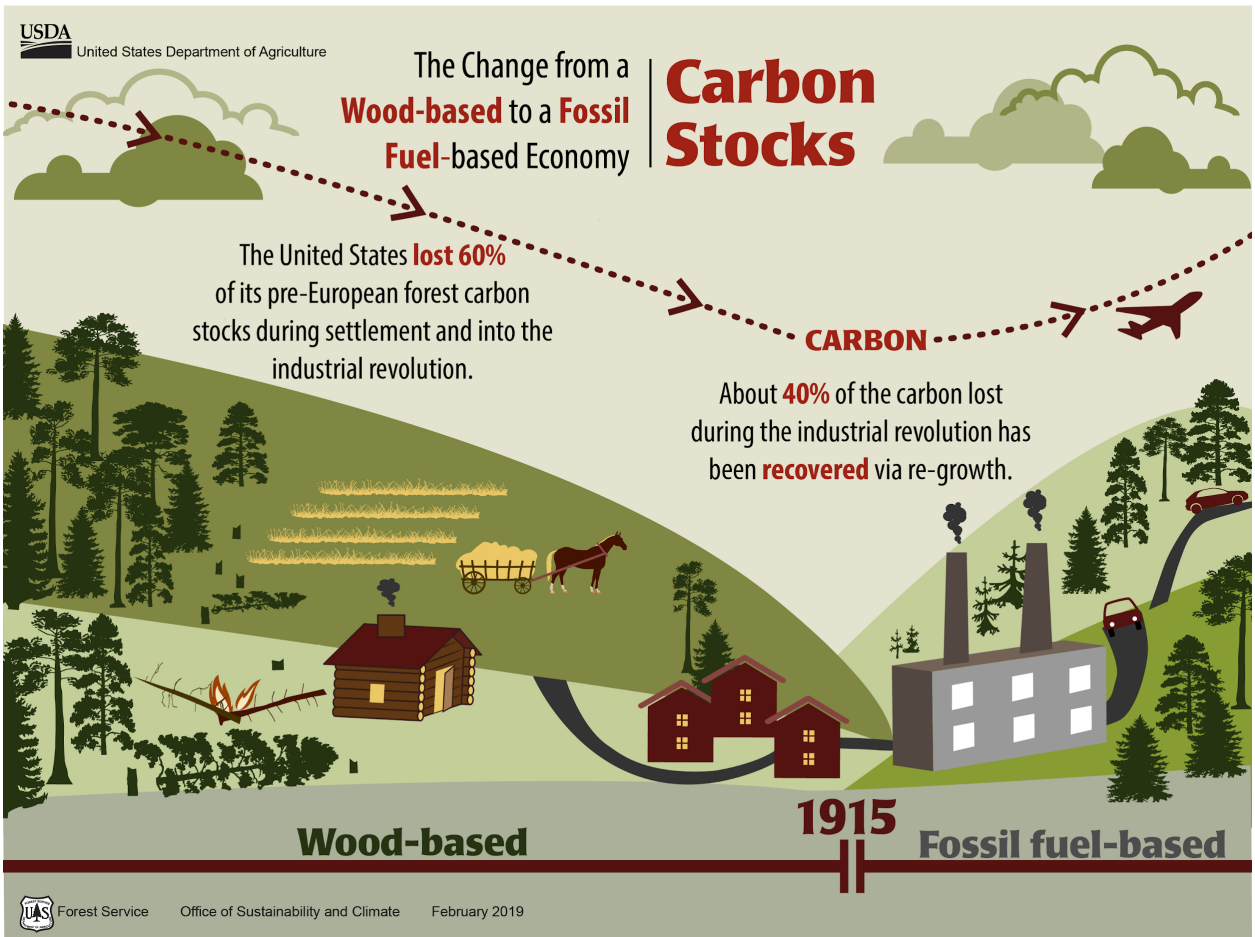 USDA
United States Department of Agriculture
The Change from a
Wood-based to a Fossil
Fuel-based Economy
Carbon
Stocks
The United States lost 60%
of its pre-European forest carbon
stocks during settlement and into the
industrial revolution.
CARBON
About 40% of the carbon lost
during the industrial revolution has
been recovered via re-growth.
Wood-based
1915
Fossil fuel-based
U S
Forest Service
Office of Sustainability and Climate
February 2019